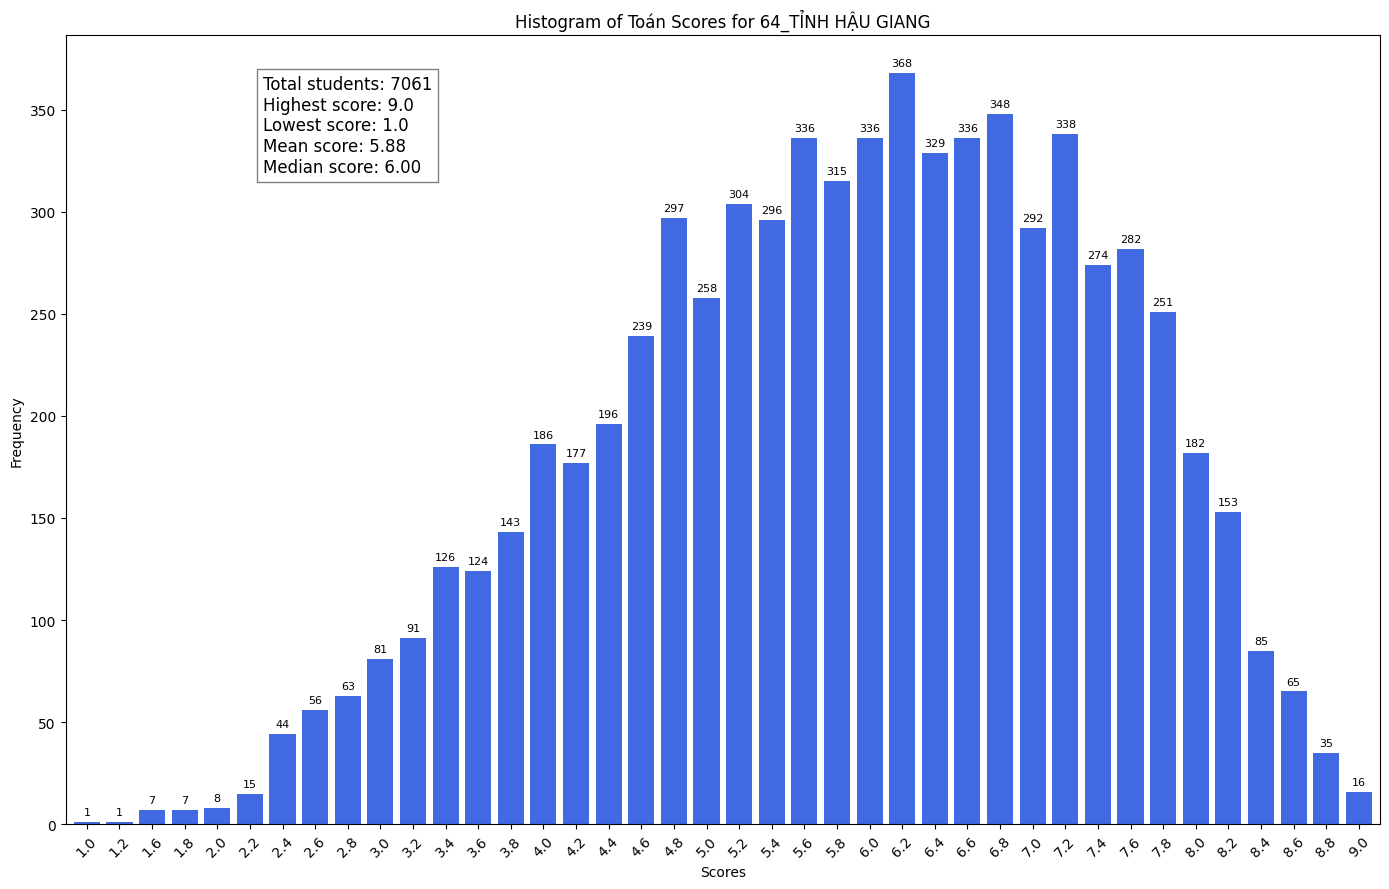 Histogram of Toán Scores for 64_TỈNH HẬU GIANG
Total students: 7061
Highest score: 9.0
Lowest score: 1.0
Mean score: 5.88
Median score: 6.00
Frequency
350
300
250
200
150
100
50
0
1 1 7 7 8 15 44 56 63 81 91 126 124 143 186 177 196 239 297 258 304 296 336 315 336 368 329 336 348 292 338 274 282 251 182 153 85 65 35 16
1.0 1.2 1.6 1.8 2.0 2.2 2.4 2.6 2.8 3.0 3.2 3.4 3.6 3.8 4.0 4.2 4.4 4.6 4.8 5.0 5.2 5.4 5.6 5.8 6.0 6.2 6.4 6.6 6.8 7.0 7.2 7.4 7.6 7.8 8.0 8.2 8.4 8.6 8.8 9.0
Scores